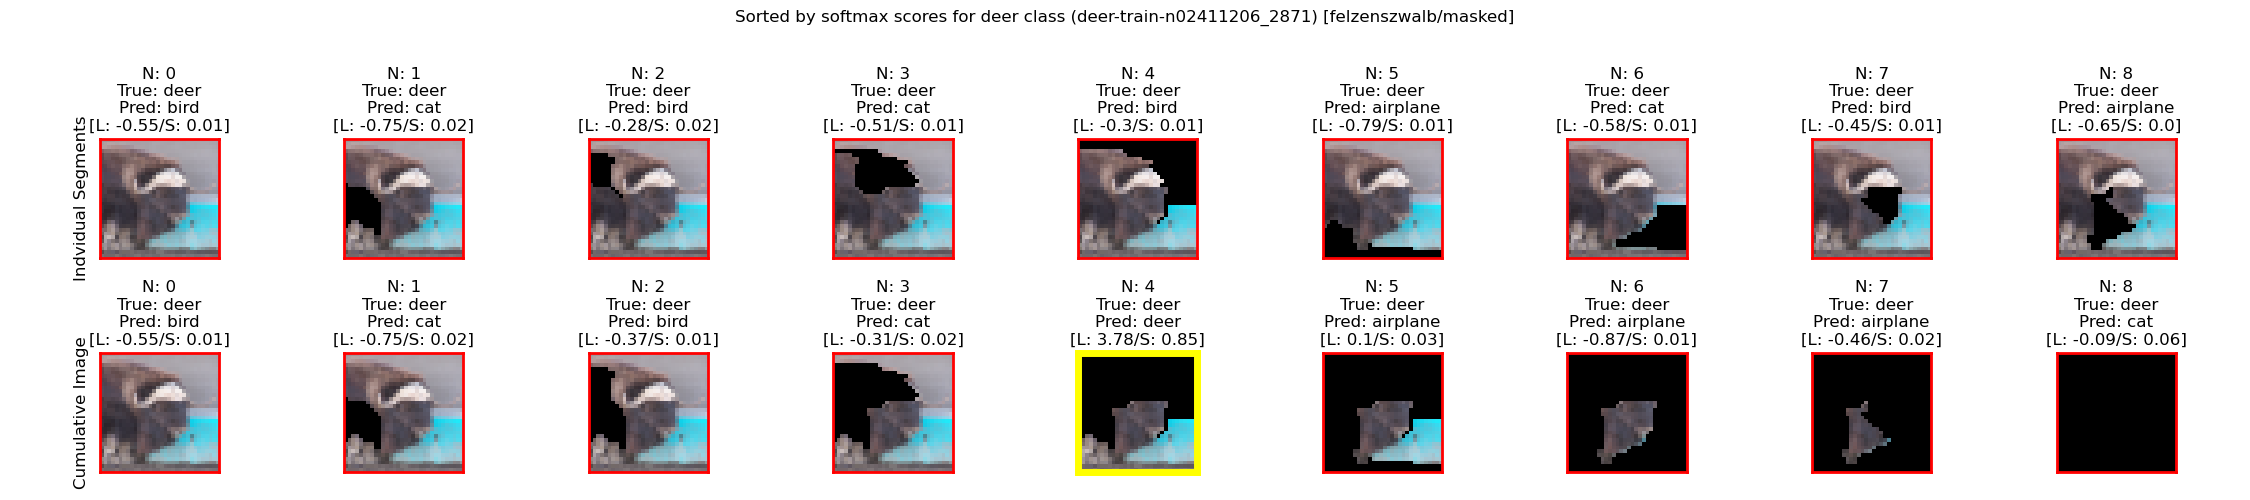 Sorted by softmax scores for deer class (deer-train-n02411206_2871) [felzenszwalb/masked]
Indvidual Segments
N: 0
True: deer
Pred: bird
[L: -0.55/S: 0.01]
N: 1
True: deer
Pred: cat
[L: -0.75/S: 0.02]
N: 2
True: deer
Pred: bird
[L: -0.28/S: 0.02]
N: 3
True: deer
Pred: cat
[L: -0.51/S: 0.01]
N: 4
True: deer
Pred: bird
[L: -0.3/S: 0.01]
N: 5
True: deer
Pred: airplane
[L: -0.79/S: 0.01]
N: 6
True: deer
Pred: cat
[L: -0.58/S: 0.01]
N: 7
True: deer
Pred: bird
[L: -0.45/S: 0.01]
N: 8
True: deer
Pred: airplane
[L: -0.65/S: 0.0]
Cumulative Image
N: 0
True: deer
Pred: bird
[L: -0.55/S: 0.01]
N: 1
True: deer
Pred: cat
[L: -0.75/S: 0.02]
N: 2
True: deer
Pred: bird
[L: -0.37/S: 0.01]
N: 3
True: deer
Pred: cat
[L: -0.31/S: 0.02]
N: 4
True: deer
Pred: deer
[L: 3.78/S: 0.85]
N: 5
True: deer
Pred: airplane
[L: 0.1/S: 0.03]
N: 6
True: deer
Pred: airplane
[L: -0.87/S: 0.01]
N: 7
True: deer
Pred: airplane
[L: -0.46/S: 0.02]
N: 8
True: deer
Pred: cat
[L: -0.09/S: 0.06]